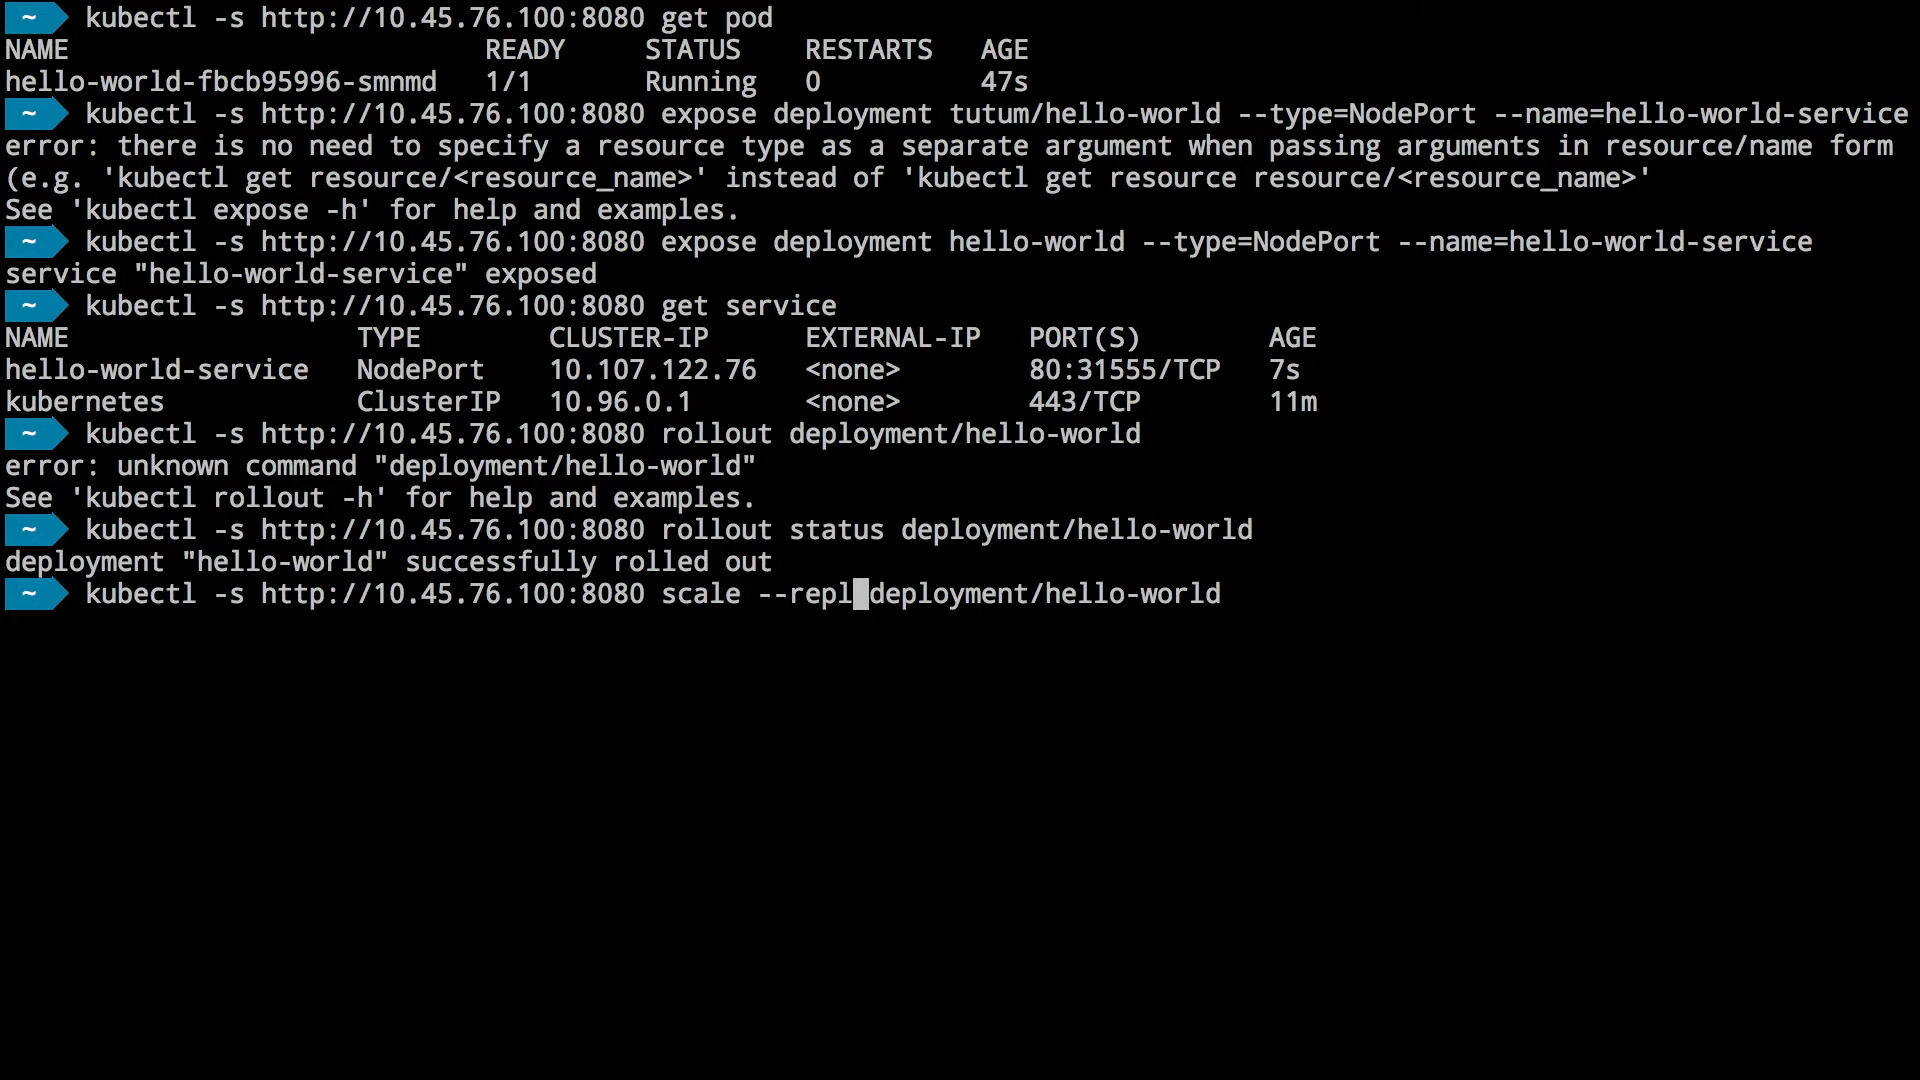 ~ kubectl -s http://10.45.76.100:8080 get pod
NAME READY STATUS RESTARTS AGE
hello-world-fbcb95996-smnmd 1/1 Running 0 47s
~ kubectl -s http://10.45.76.100:8080 expose deployment tutum/hello-world --type=NodePort --name=hello-world-service
error: there is no need to specify a resource type as a separate argument when passing arguments in resource/name form
(e.g. 'kubectl get resource/<resource_name>' instead of 'kubectl get resource resource/<resource_name>'
See 'kubectl expose -h' for help and examples.
~ kubectl -s http://10.45.76.100:8080 expose deployment hello-world --type=NodePort --name=hello-world-service
service "hello-world-service" exposed
~ kubectl -s http://10.45.76.100:8080 get service
NAME TYPE CLUSTER-IP EXTERNAL-IP PORT(S) AGE
hello-world-service NodePort 10.107.122.76 <none> 80:31555/TCP 7s
kubernetes ClusterIP 10.96.0.1 <none> 443/TCP 11m
~ kubectl -s http://10.45.76.100:8080 rollout deployment/hello-world
error: unknown command "deployment/hello-world"
See 'kubectl rollout -h' for help and examples.
~ kubectl -s http://10.45.76.100:8080 rollout status deployment/hello-world
deployment "hello-world" successfully rolled out
~ kubectl -s http://10.45.76.100:8080 scale --repl deployment/hello-world